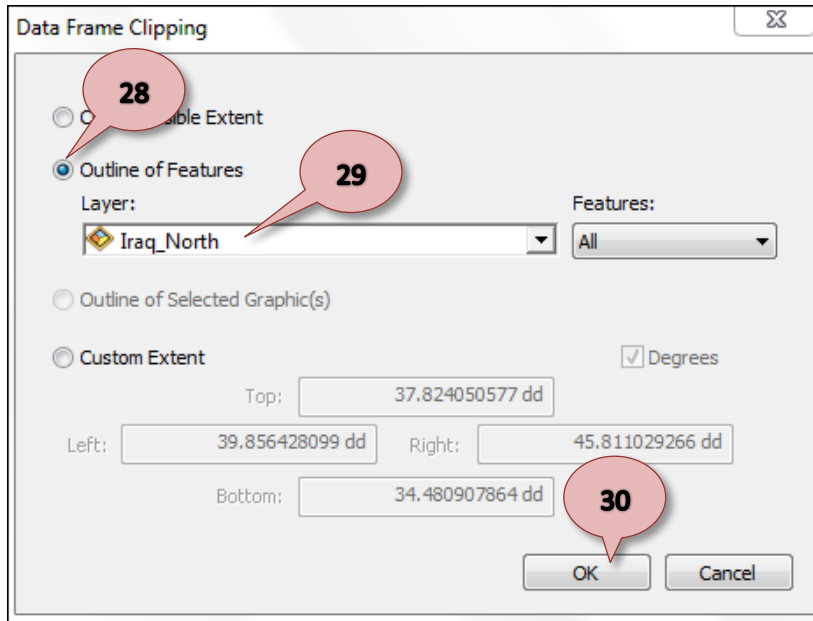 Data Frame Clipping
28
Extent
Outline of Features
29
Layer:
Features:
Iraq_North
All
Outline of Selected Graphic(s)
Custom Extent
Degrees
Top: 37.824050577 dd
Left: 39.856428099 dd Right: 45.811029266 dd
Bottom: 34.480907864 dd
30
OK Cancel